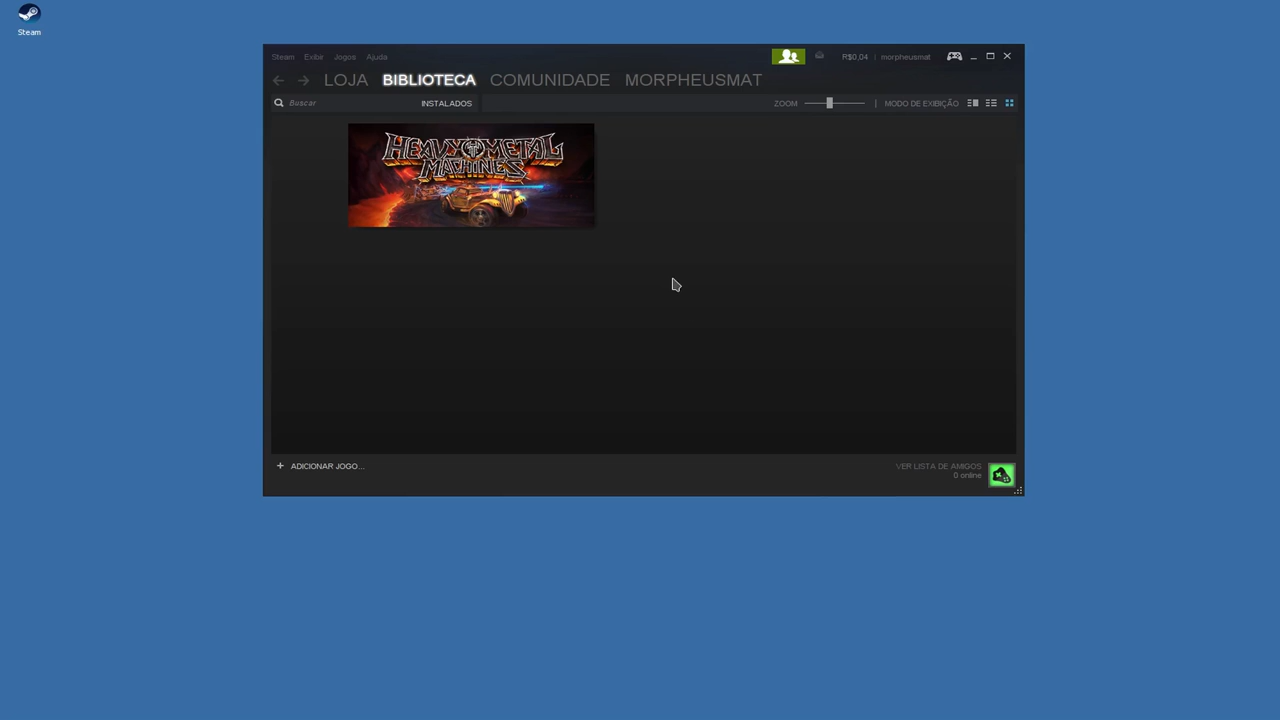 Steam
Steam Exibir Jogos Ajuda
R$0,04 | morpheusmat
LOJA BIBLIOTECA COMUNIDADE MORPHEUSMAT
Buscar INSTALADOS ZOOM | MODO DE EXIBIÇÃO
HEAVY METAL
MACHINES
+ ADICIONAR JOGO...
VER LISTA DE AMIGOS
0 online